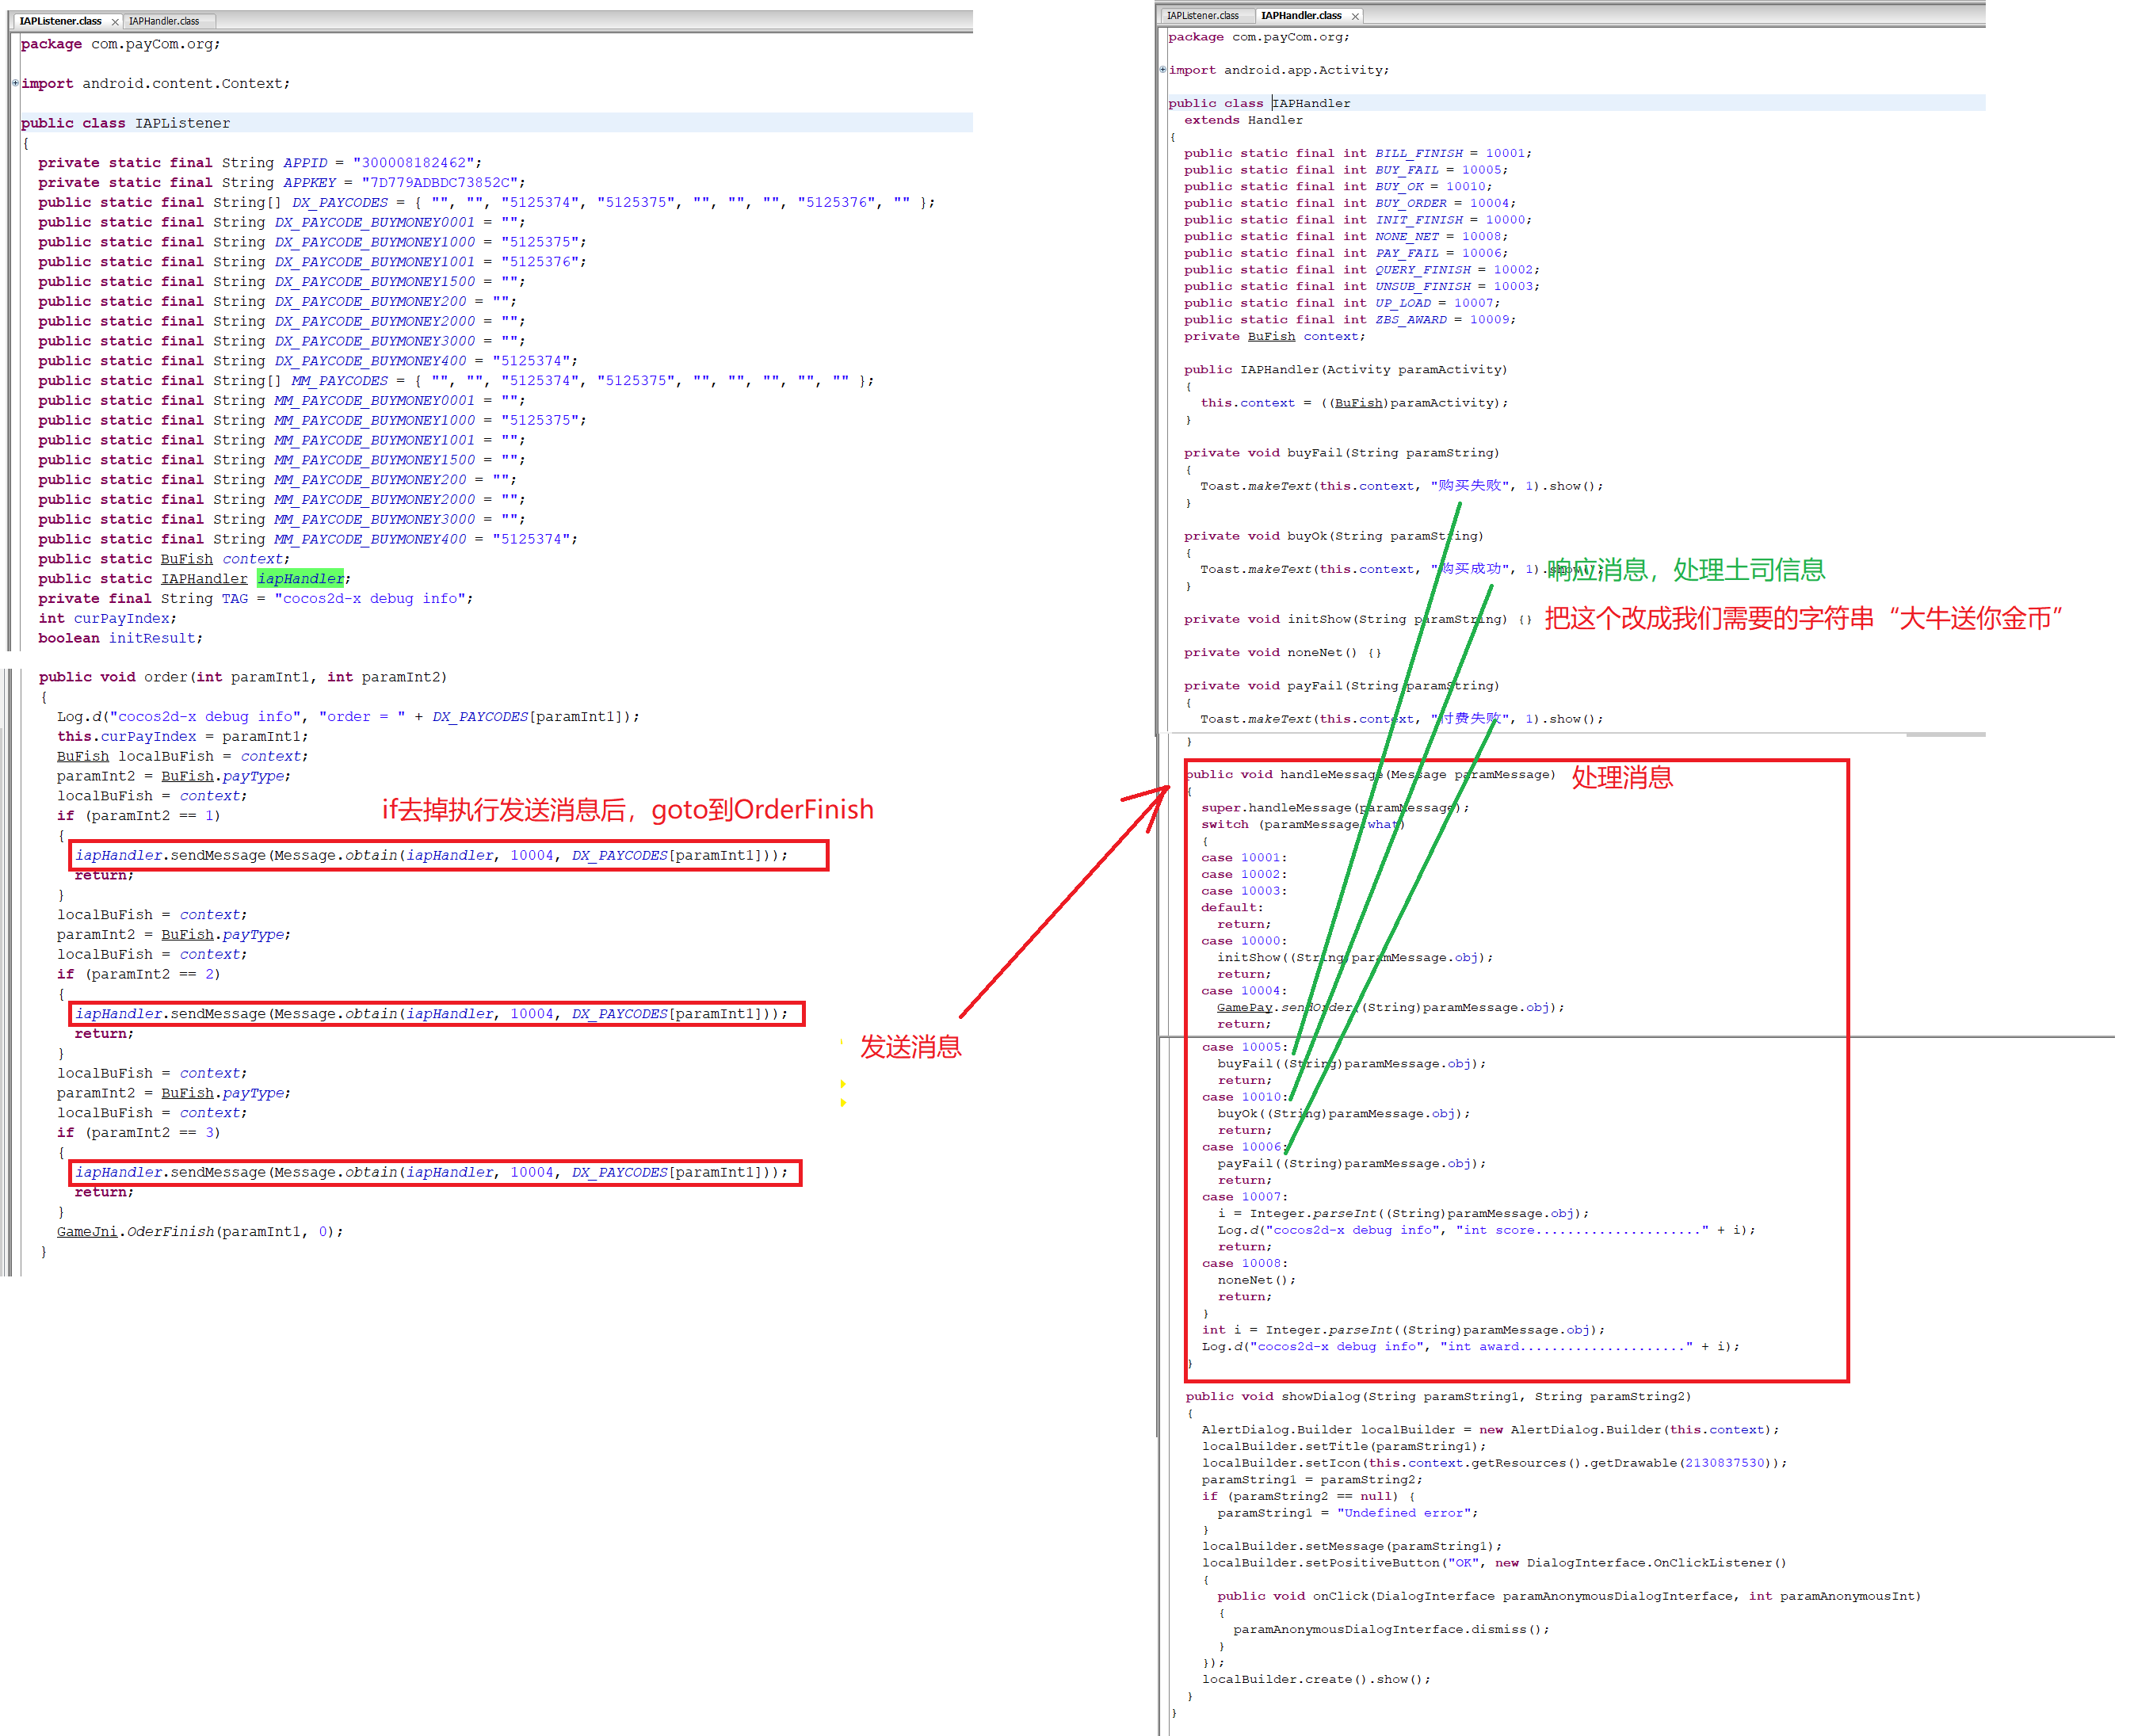 IAPListener.class
IAPHandler.class
package com.payCom.org;
import android.content.Context;
public class IAPListener
{
private static final String APPID = "300008182462";
private static final String APPKEY = "7D779ADBDC73852C";
public static final String[] DX_PAYCODES = { "", "", "5125374", "5125375", "", "", "", "5125376", "" };
public static final String DX_PAYCODE_BUYMONEY0001 = "";
public static final String DX_PAYCODE_BUYMONEY1000 = "5125375";
public static final String DX_PAYCODE_BUYMONEY1001 = "5125376";
public static final String DX_PAYCODE_BUYMONEY1500 = "";
public static final String DX_PAYCODE_BUYMONEY200 = "";
public static final String DX_PAYCODE_BUYMONEY2000 = "";
public static final String DX_PAYCODE_BUYMONEY3000 = "";
public static final String DX_PAYCODE_BUYMONEY400 = "5125374";
public static final String[] MM_PAYCODES = { "", "", "5125374", "5125375", "", "", "", "", "" };
public static final String MM_PAYCODE_BUYMONEY0001 = "";
public static final String MM_PAYCODE_BUYMONEY1000 = "5125375";
public static final String MM_PAYCODE_BUYMONEY1001 = "";
public static final String MM_PAYCODE_BUYMONEY1500 = "";
public static final String MM_PAYCODE_BUYMONEY200 = "";
public static final String MM_PAYCODE_BUYMONEY2000 = "";
public static final String MM_PAYCODE_BUYMONEY3000 = "";
public static final String MM_PAYCODE_BUYMONEY400 = "5125374";
public static BuFish context;
public static IAPHandler iapHandler;
private final String TAG = "cocos2d-x debug info";
int curPayIndex;
boolean initResult;
public void order(int paramInt1, int paramInt2)
{
Log.d("cocos2d-x debug info", "order = " + DX_PAYCODES[paramInt1]);
this.curPayIndex = paramInt1;
BuFish localBuFish = context;
paramInt2 = BuFish.payType;
localBuFish = context;
if (paramInt2 == 1)
if去掉执行发送消息后，goto到OrderFinish
{
iapHandler.sendMessage(Message.obtain(iapHandler, 10004, DX_PAYCODES[paramInt1]));
return;
}
localBuFish = context;
paramInt2 = BuFish.payType;
localBuFish = context;
if (paramInt2 == 2)
{
iapHandler.sendMessage(Message.obtain(iapHandler, 10004, DX_PAYCODES[paramInt1]));
return;
}
localBuFish = context;
paramInt2 = BuFish.payType;
localBuFish = context;
if (paramInt2 == 3)
{
iapHandler.sendMessage(Message.obtain(iapHandler, 10004, DX_PAYCODES[paramInt1]));
return;
}
GameJni.OderFinish(paramInt1, 0);
}
发送消息
IAPListener.class
IAPHandler.class
package com.payCom.org;
import android.app.Activity;
public class IAPHandler
extends Handler
{
public static final int BILL_FINISH = 10001;
public static final int BUY_FAIL = 10005;
public static final int BUY_OK = 10010;
public static final int BUY_ORDER = 10004;
public static final int INIT_FINISH = 10000;
public static final int NONE_NET = 10008;
public static final int PAY_FAIL = 10006;
public static final int QUERY_FINISH = 10002;
public static final int UNSUB_FINISH = 10003;
public static final int UP_LOAD = 10007;
public static final int ZBS_AWARD = 10009;
private BuFish context;
public IAPHandler(Activity paramActivity)
{
this.context = ((BuFish)paramActivity);
}
private void buyFail(String paramString)
{
Toast.makeText(this.context, "购买失败", 1).show();
}
private void buyOk(String paramString)
{
Toast.makeText(this.context, "购买成功", 1).show();
响应消息，处理土司信息
}
private void initShow(String paramString) {}
把这个改成我们需要的字符串“大牛送你金币”
private void noneNet() {}
private void payFail(String paramString)
{
Toast.makeText(this.context, "付费失败", 1).show();
}
public void handleMessage(Message paramMessage)
处理消息
{
super.handleMessage(paramMessage);
switch (paramMessage.what)
{
case 10001:
case 10002:
case 10003:
default:
return;
case 10000:
initShow((String)paramMessage.obj);
return;
case 10004:
GamePay.sendOrder((String)paramMessage.obj);
return;
case 10005:
buyFail((String)paramMessage.obj);
return;
case 10010:
buyOk((String)paramMessage.obj);
return;
case 10006:
payFail((String)paramMessage.obj);
return;
case 10007:
i = Integer.parseInt((String)paramMessage.obj);
Log.d("cocos2d-x debug info", "int score....................." + i);
return;
case 10008:
noneNet();
return;
}
int i = Integer.parseInt((String)paramMessage.obj);
Log.d("cocos2d-x debug info", "int award....................." + i);
}
public void showDialog(String paramString1, String paramString2)
{
AlertDialog.Builder localBuilder = new AlertDialog.Builder(this.context);
localBuilder.setTitle(paramString1);
localBuilder.setIcon(this.context.getResources().getDrawable(2130837530));
paramString1 = paramString2;
if (paramString2 == null) {
paramString1 = "Undefined error";
}
localBuilder.setMessage(paramString1);
localBuilder.setPositiveButton("OK", new DialogInterface.OnClickListener()
{
public void onClick(DialogInterface paramAnonymousDialogInterface, int paramAnonymousInt)
{
paramAnonymousDialogInterface.dismiss();
}
});
localBuilder.create().show();
}
}